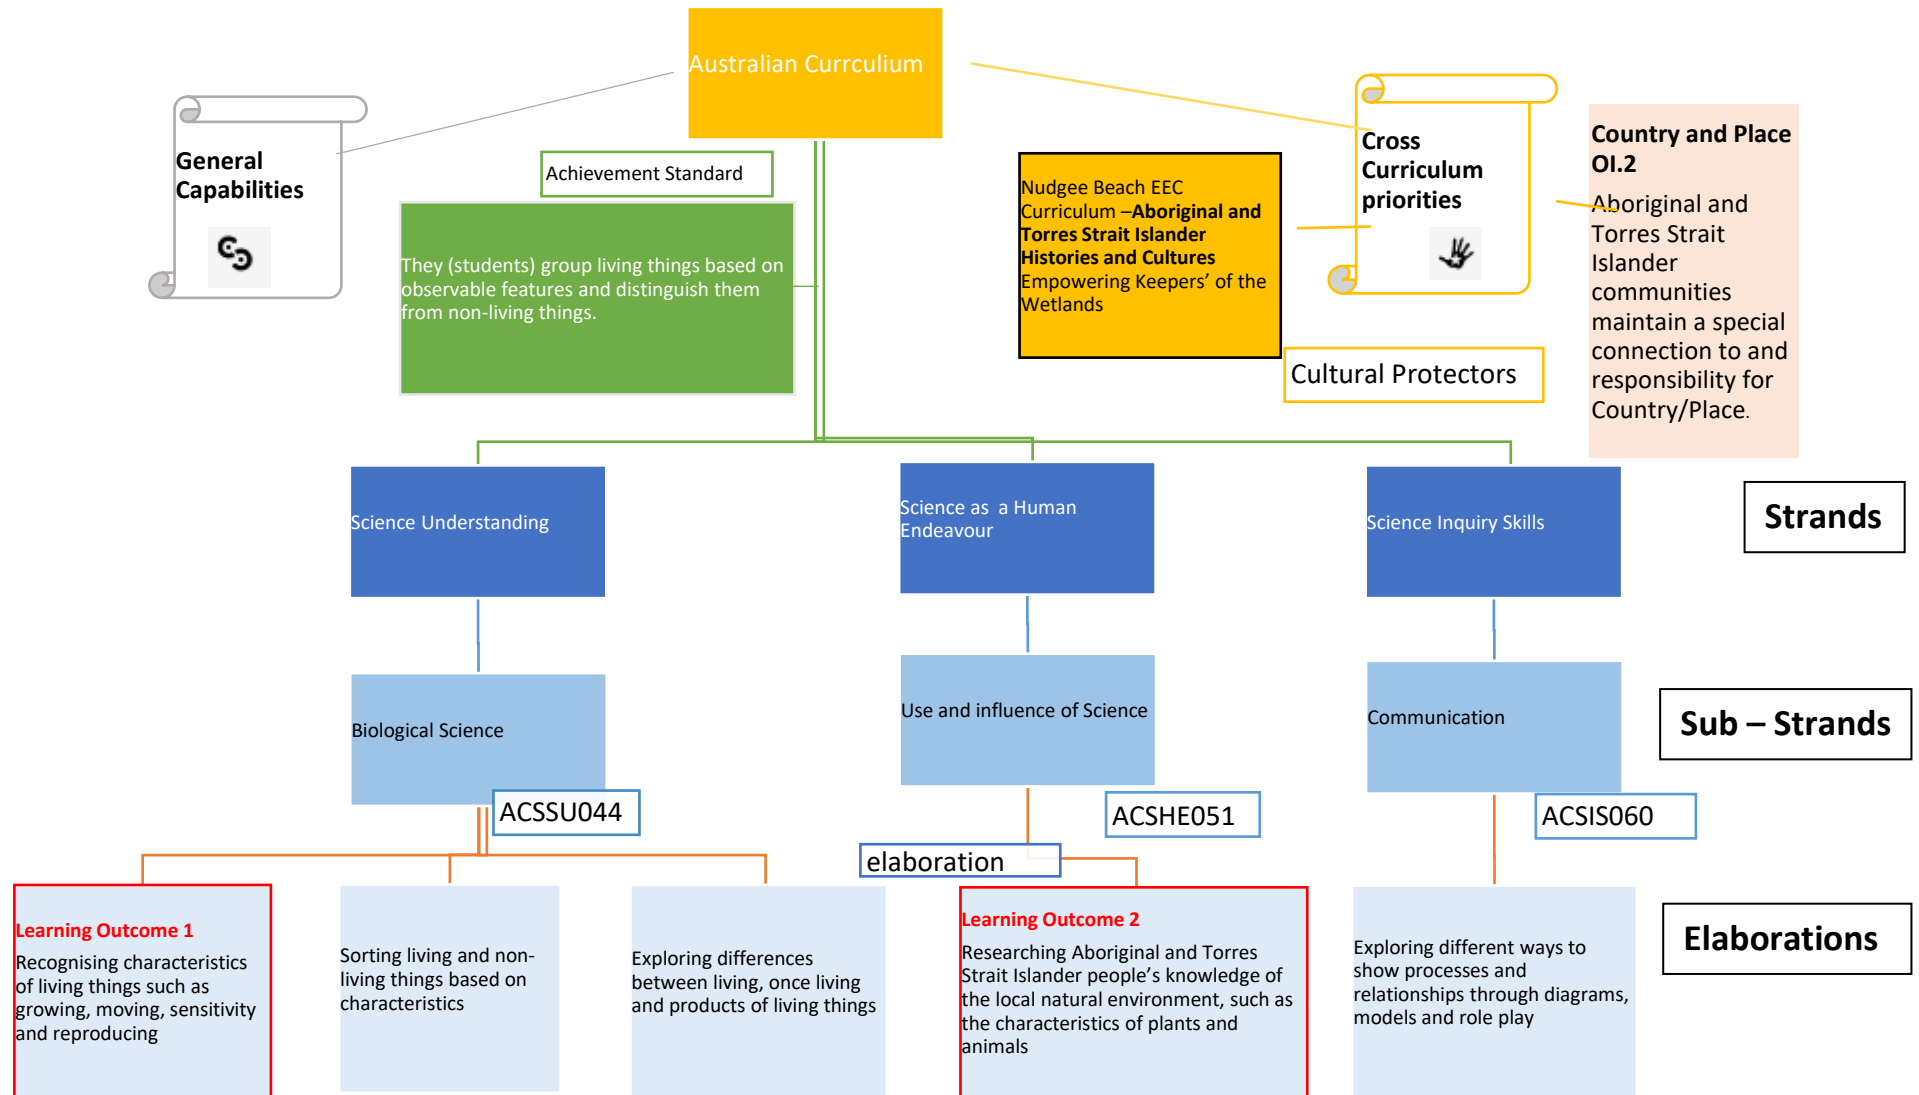 Australian Currculium
General
Capabilities
Achievement Standard
They (students) group living things based on
observable features and distinguish them
from non-living things.
Nudgee Beach EEC
Curriculum –Aboriginal and
Torres Strait Islander
Histories and Cultures
Empowering Keepers’ of the
Wetlands
Cross
Curriculum
priorities
Cultural Protectors
Country and Place
OI.2
Aboriginal and
Torres Strait
Islander
communities
maintain a special
connection to and
responsibility for
Country/Place.
Science Understanding
Science as a Human
Endeavour
Science Inquiry Skills
Strands
Biological Science
Use and influence of Science
Communication
Sub – Strands
ACSSU044
ACSHE051
ACSIS060
elaboration
Learning Outcome 1
Recognising characteristics
of living things such as
growing, moving, sensitivity
and reproducing
Sorting living and non-
living things based on
characteristics
Exploring differences
between living, once living
and products of living things
Learning Outcome 2
Researching Aboriginal and Torres
Strait Islander people’s knowledge of
the local natural environment, such as
the characteristics of plants and
animals
Exploring different ways to
show processes and
relationships through diagrams,
models and role play
Elaborations